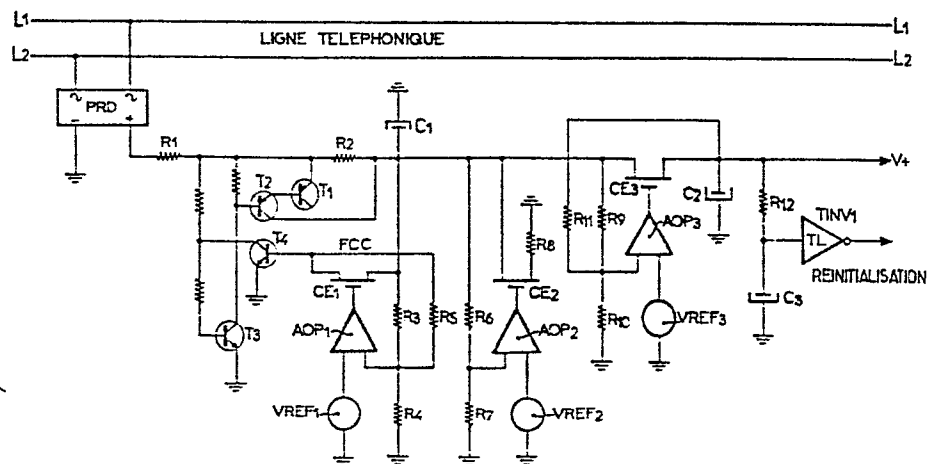 L1 L1
LIGNE TELEPHONIQUE
L2 L2
PRD
~ ~
- +
C1
R1 R2 V+
T2 T1 CE3 C2
R11 R9 AOP3 R12 TINV1
T4 FCC R8 TL
CE1 CE2 REINITIALISATION
R3 R5 R6 R10 VREF3 C3
T3 AOP1 AOP2
VREF1 R4 R7 VREF2